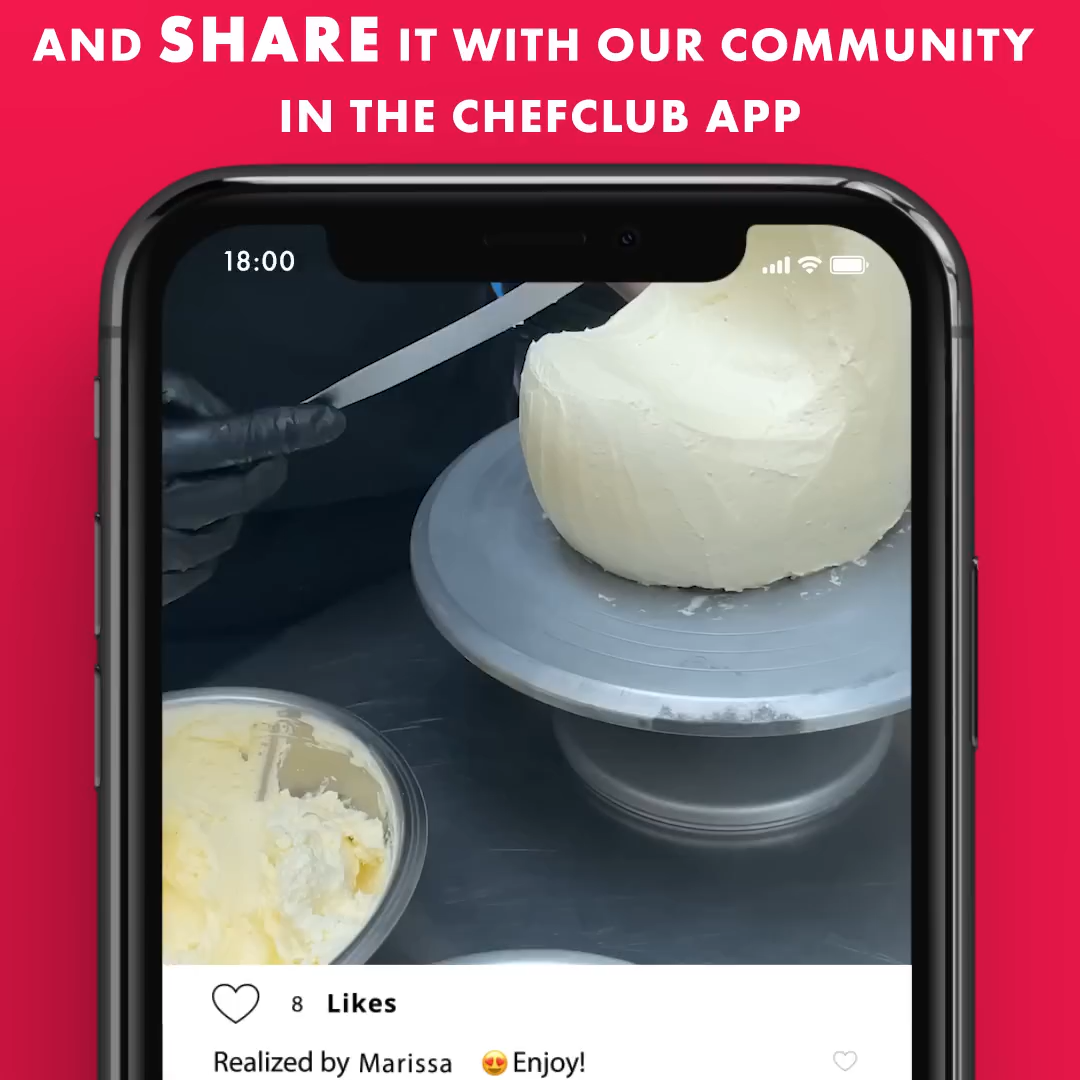 AND SHARE IT WITH OUR COMMUNITY
IN THE CHEFCLUB APP
18:00
8 Likes
Realized by Marissa 😍 Enjoy!